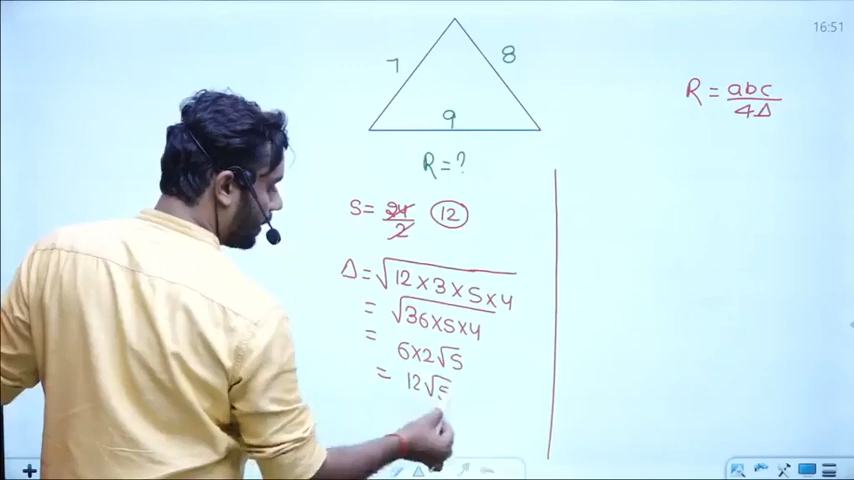 16:51
7
8
9
R = ?
R = abc / 4Δ
S = 24/2 12
Δ = √12×3×5×4
= √36×5×4
= 6×2√5
= 12√5